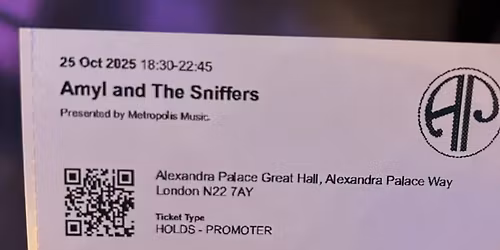 25 Oct 2025 18:30-22:45
Amyl and The Sniffers
Presented by Metropolis Music.
AP
Alexandra Palace Great Hall, Alexandra Palace Way
London N22 7AY
Ticket Type
HOLDS - PROMOTER